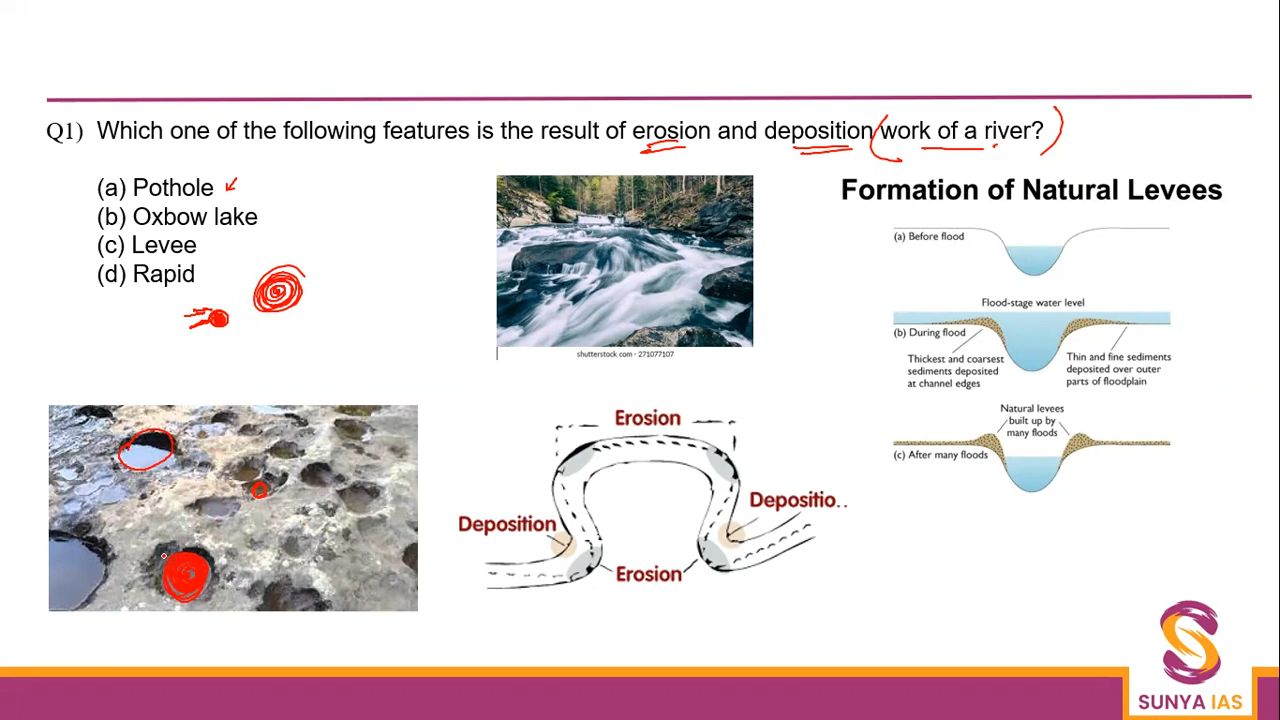 Q1) Which one of the following features is the result of erosion and deposition work of a river?
(a) Pothole
(b) Oxbow lake
(c) Levee
(d) Rapid
shutterstock.com · 271077107
Formation of Natural Levees
(a) Before flood
Flood-stage water level
(b) During flood
Thickest and coarsest
sediments deposited
at channel edges
Thin and fine sediments
deposited over outer
parts of floodplain
Natural levees
built up by
many floods
(c) After many floods
Erosion
Deposition
Depositio..
Erosion
SUNYA IAS